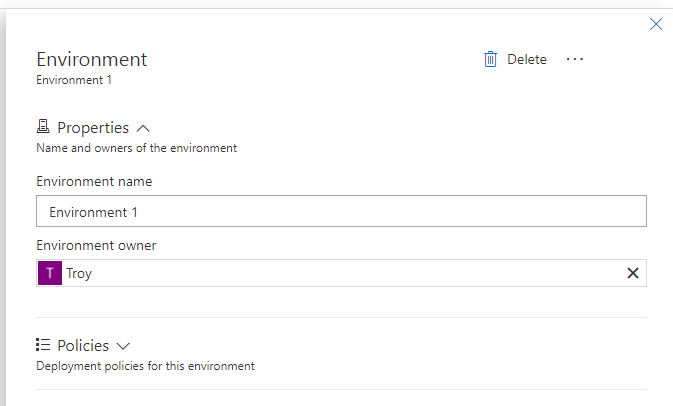 Environment
Delete ...
Environment 1
Properties
Name and owners of the environment
Environment name
Environment 1
Environment owner
T Troy
Policies
Deployment policies for this environment